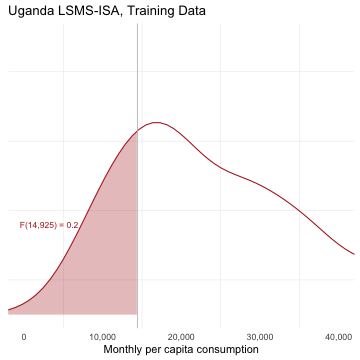 Uganda LSMS-ISA, Training Data
F(14,925) = 0.2
0 10,000 20,000 30,000 40,000
Monthly per capita consumption